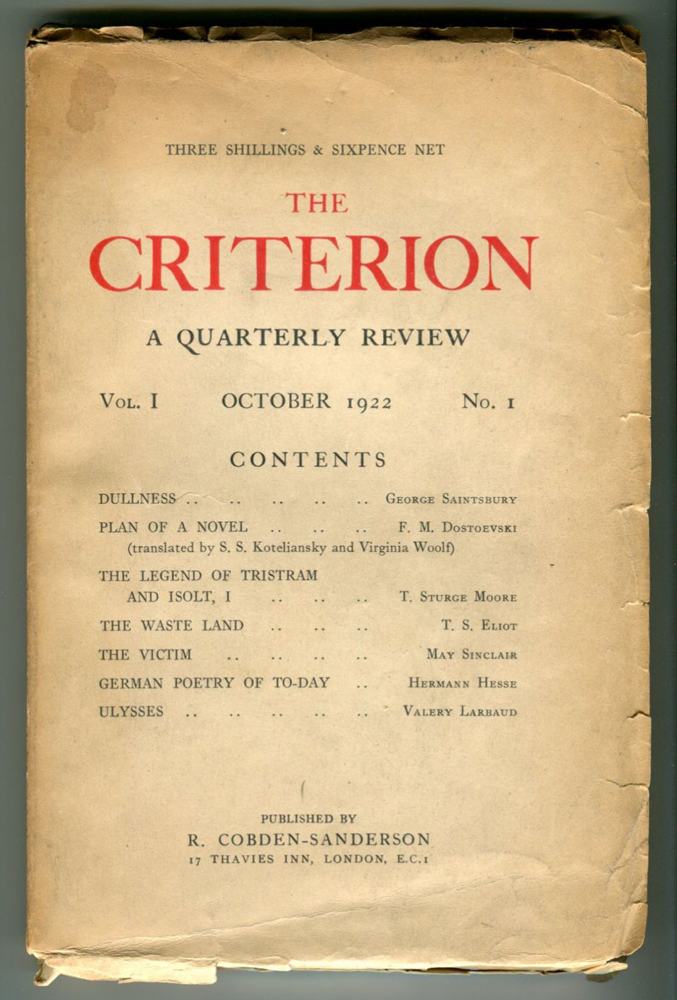 THREE SHILLINGS & SIXPENCE NET
THE
CRITERION
A QUARTERLY REVIEW
VOL. I OCTOBER 1922 NO. 1
CONTENTS
DULLNESS .. .. .. .. .. GEORGE SAINTSBURY
PLAN OF A NOVEL .. .. .. F. M. DOSTOEVSKI
(translated by S. S. Koteliansky and Virginia Woolf)
THE LEGEND OF TRISTRAM
AND ISOLT, I .. .. .. T. STURGE MOORE
THE WASTE LAND .. .. .. T. S. ELIOT
THE VICTIM .. .. .. .. MAY SINCLAIR
GERMAN POETRY OF TO-DAY .. HERMANN HESSE
ULYSSES .. .. .. .. .. VALERY LARBAUD
PUBLISHED BY
R. COBDEN-SANDERSON
17 THAVIES INN, LONDON, E.C.1